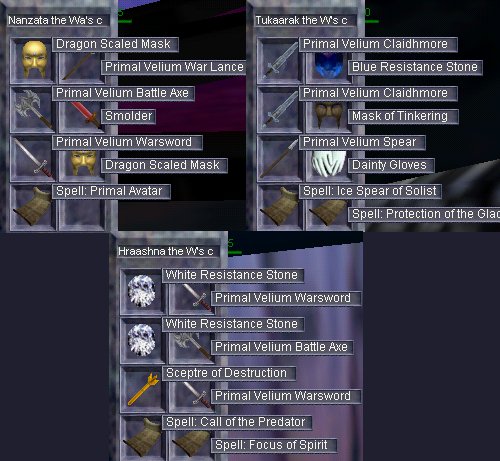 Nanzata the Wa's c
Dragon Scaled Mask
Primal Velium War Lance
Primal Velium Battle Axe
Smolder
Primal Velium Warsword
Dragon Scaled Mask
Spell: Primal Avatar
Tukaarak the W's c
Primal Velium Claidhmore
Blue Resistance Stone
Primal Velium Claidhmore
Mask of Tinkering
Primal Velium Spear
Dainty Gloves
Spell: Ice Spear of Solist
Spell: Protection of the Glac
Hraashna the W's c
White Resistance Stone
Primal Velium Warsword
White Resistance Stone
Primal Velium Battle Axe
Sceptre of Destruction
Primal Velium Warsword
Spell: Call of the Predator
Spell: Focus of Spirit